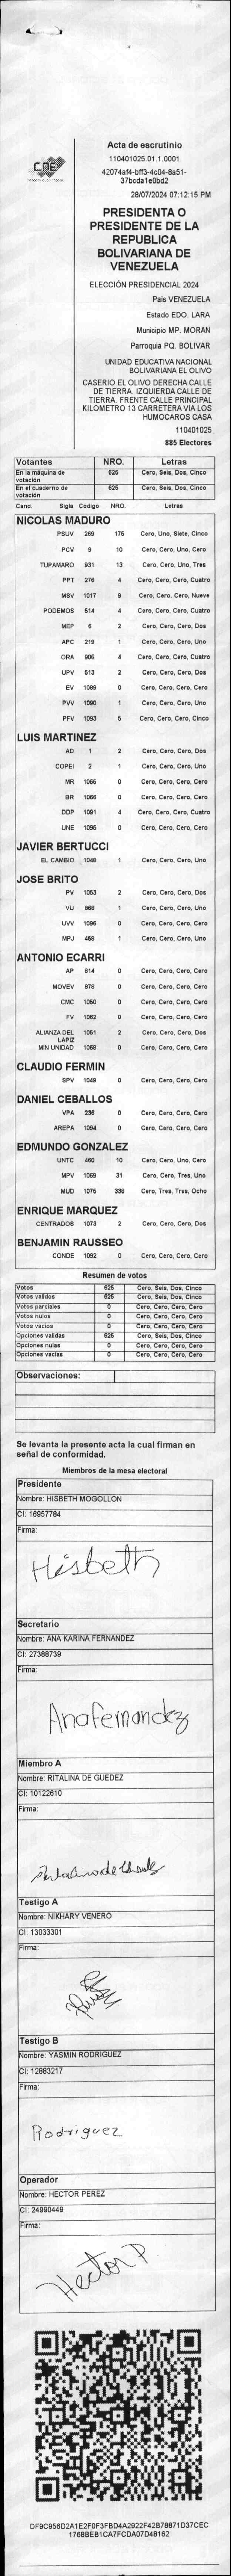 CNE
Acta de escrutinio
110401025.01.1.0001
42074af4-bff3-4c04-8a51-
37bcda1e0bd2
28/07/2024 07:12:15 PM
PRESIDENTA O
PRESIDENTE DE LA
REPUBLICA
BOLIVARIANA DE
VENEZUELA
ELECCIÓN PRESIDENCIAL 2024
Pais VENEZUELA
Estado EDO. LARA
Municipio MP. MORAN
Parroquia PQ. BOLIVAR
UNIDAD EDUCATIVA NACIONAL
BOLIVARIANA EL OLIVO
CASERIO EL OLIVO DERECHA CALLE
DE TIERRA. IZQUIERDA CALLE DE
TIERRA. FRENTE CALLE PRINCIPAL
KILOMETRO 13 CARRETERA VIA LOS
HUMOCAROS CASA
110401025
885 Electores
Votantes NRO. Letras
En la máquina de votación 625 Cero, Seis, Dos, Cinco
En el cuaderno de votación 625 Cero, Seis, Dos, Cinco
Cand. Sigla Código NRO. Letras
NICOLAS MADURO
PSUV 269 175 Cero, Uno, Siete, Cinco
PCV 9 10 Cero, Cero, Uno, Cero
TUPAMARO 931 13 Cero, Cero, Uno, Tres
PPT 276 4 Cero, Cero, Cero, Cuatro
MSV 1017 9 Cero, Cero, Cero, Nueve
PODEMOS 514 4 Cero, Cero, Cero, Cuatro
MEP 6 2 Cero, Cero, Cero, Dos
APC 219 1 Cero, Cero, Cero, Uno
ORA 906 4 Cero, Cero, Cero, Cuatro
UPV 513 2 Cero, Cero, Cero, Dos
EV 1089 0 Cero, Cero, Cero, Cero
PVV 1090 1 Cero, Cero, Cero, Uno
PFV 1093 5 Cero, Cero, Cero, Cinco
LUIS MARTINEZ
AD 1 2 Cero, Cero, Cero, Dos
COPEI 2 1 Cero, Cero, Cero, Uno
MR 1065 0 Cero, Cero, Cero, Cero
BR 1066 0 Cero, Cero, Cero, Cero
DDP 1091 4 Cero, Cero, Cero, Cuatro
UNE 1095 0 Cero, Cero, Cero, Cero
JAVIER BERTUCCI
EL CAMBIO 1048 1 Cero, Cero, Cero, Uno
JOSE BRITO
PV 1053 2 Cero, Cero, Cero, Dos
VU 868 1 Cero, Cero, Cero, Uno
UVV 1096 0 Cero, Cero, Cero, Cero
MPJ 458 1 Cero, Cero, Cero, Uno
ANTONIO ECARRI
AP 814 0 Cero, Cero, Cero, Cero
MOVEV 878 0 Cero, Cero, Cero, Cero
CMC 1050 0 Cero, Cero, Cero, Cero
FV 1052 0 Cero, Cero, Cero, Cero
ALIANZA DEL LAPIZ 1051 2 Cero, Cero, Cero, Dos
MIN UNIDAD 1088 0 Cero, Cero, Cero, Cero
CLAUDIO FERMIN
SPV 1049 0 Cero, Cero, Cero, Cero
DANIEL CEBALLOS
VPA 236 0 Cero, Cero, Cero, Cero
AREPA 1094 0 Cero, Cero, Cero, Cero
EDMUNDO GONZALEZ
UNTC 460 10 Cero, Cero, Uno, Cero
MPV 1069 31 Cero, Cero, Tres, Uno
MUD 1075 338 Cero, Tres, Tres, Ocho
ENRIQUE MARQUEZ
CENTRADOS 1073 2 Cero, Cero, Cero, Dos
BENJAMIN RAUSSEO
CONDE 1092 0 Cero, Cero, Cero, Cero
Resumen de votos
Votos 625 Cero, Seis, Dos, Cinco
Votos validos 625 Cero, Seis, Dos, Cinco
Votos parciales 0 Cero, Cero, Cero, Cero
Votos nulos 0 Cero, Cero, Cero, Cero
Votos vacios 0 Cero, Cero, Cero, Cero
Opciones validas 625 Cero, Seis, Dos, Cinco
Opciones nulas 0 Cero, Cero, Cero, Cero
Opciones vacias 0 Cero, Cero, Cero, Cero
Observaciones:
Se levanta la presente acta la cual firman en
señal de conformidad.
Miembros de la mesa electoral
Presidente
Nombre: HISBETH MOGOLLON
CI: 16957784
Firma:
Hisbeth
Secretario
Nombre: ANA KARINA FERNANDEZ
CI: 27388739
Firma:
Ana Fernandez
Miembro A
Nombre: RITALINA DE GUEDEZ
CI: 10122610
Firma:
Testigo A
Nombre: NIKHARY VENERO
CI: 13033301
Firma:
Testigo B
Nombre: YASMIN RODRIGUEZ
CI: 12883217
Firma:
Rodriguez
Operador
Nombre: HECTOR PEREZ
CI: 24990449
Firma:
Hector P
DF9C956D2A1E2F0F3FBD4A2922F42B78871D37CEC
1768BEB1CA7FCDA07D48162